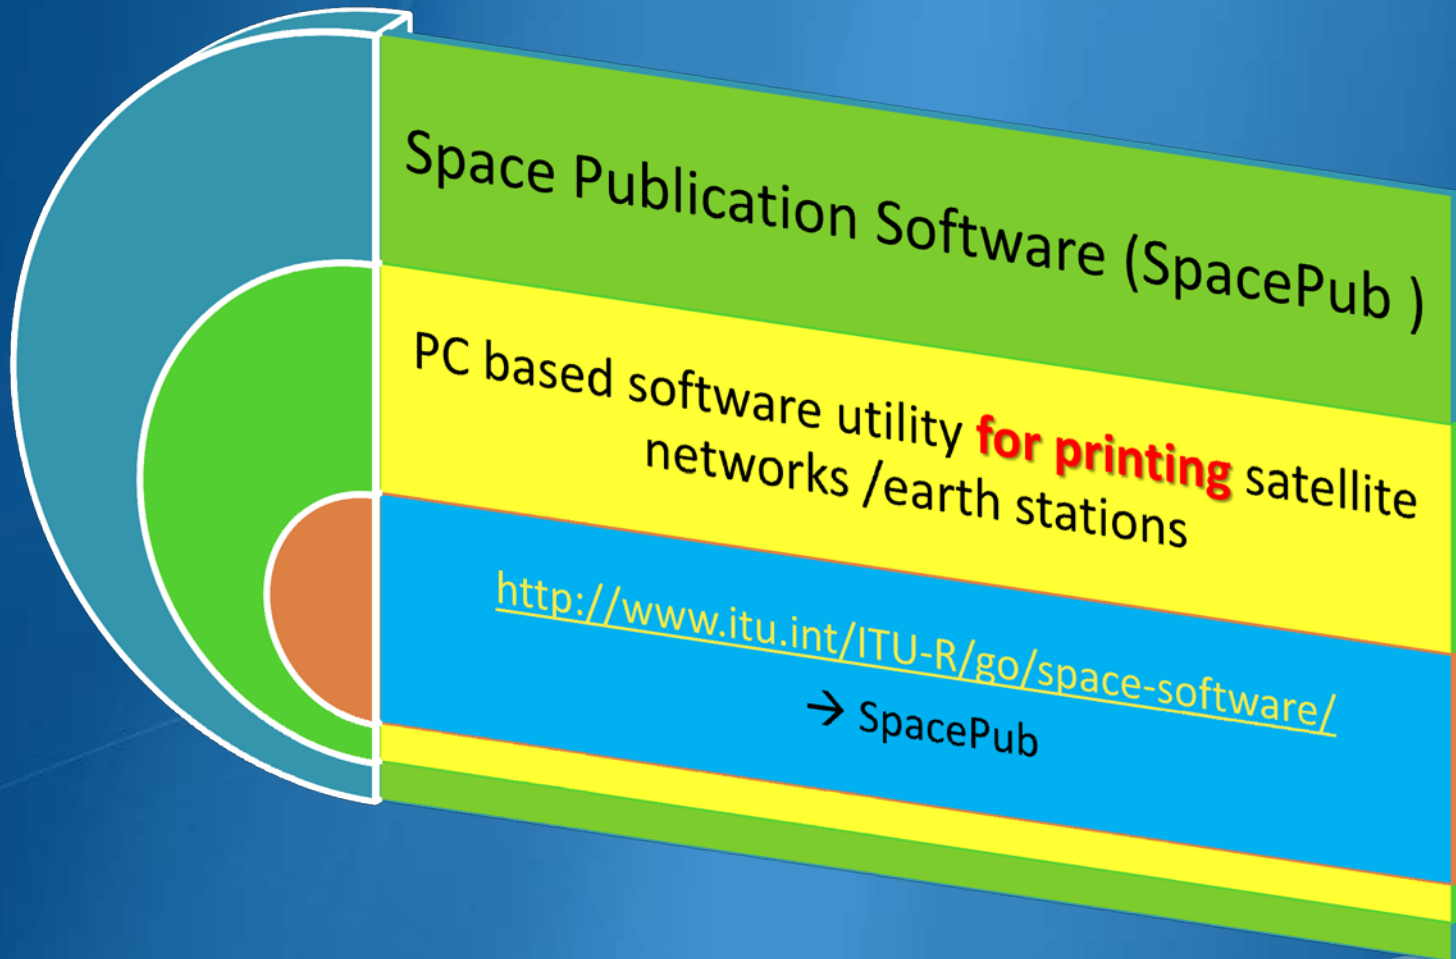 Space Publication Software (SpacePub )
PC based software utility for printing satellite
networks /earth stations
http://www.itu.int/ITU-R/go/space-software/
→ SpacePub